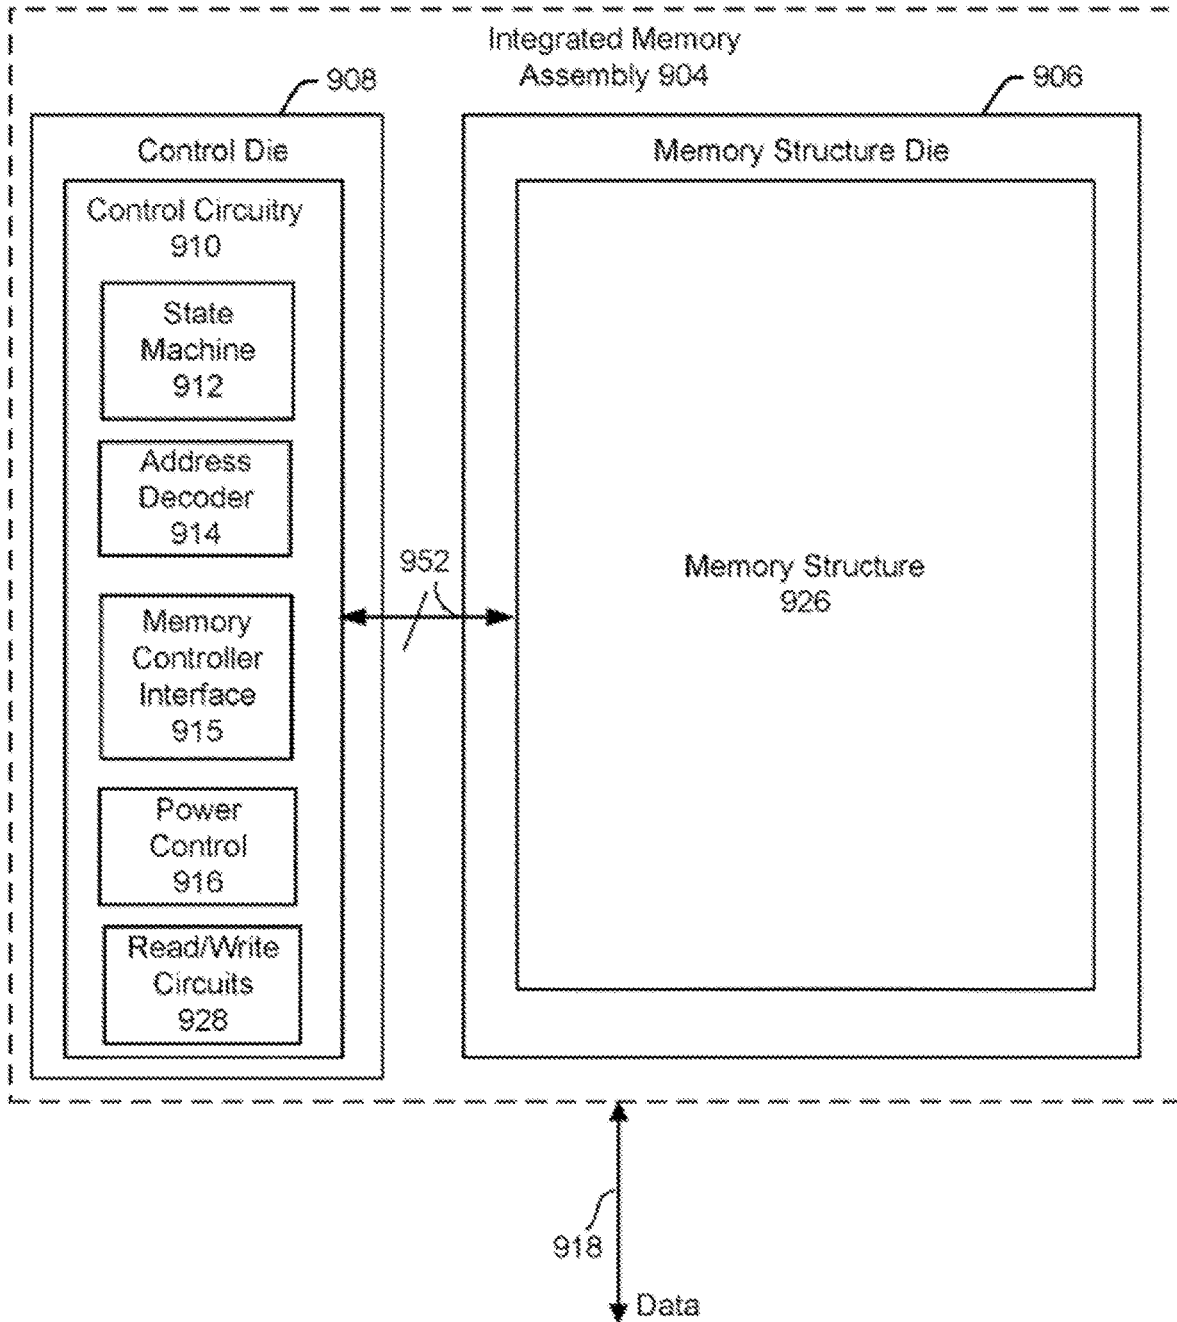 Integrated Memory
Assembly 904
908
906
Control Die
Memory Structure Die
Control Circuitry
910
State
Machine
912
Address
Decoder
914
952
Memory Structure
926
Memory
Controller
Interface
915
Power
Control
916
Read/Write
Circuits
928
918
Data